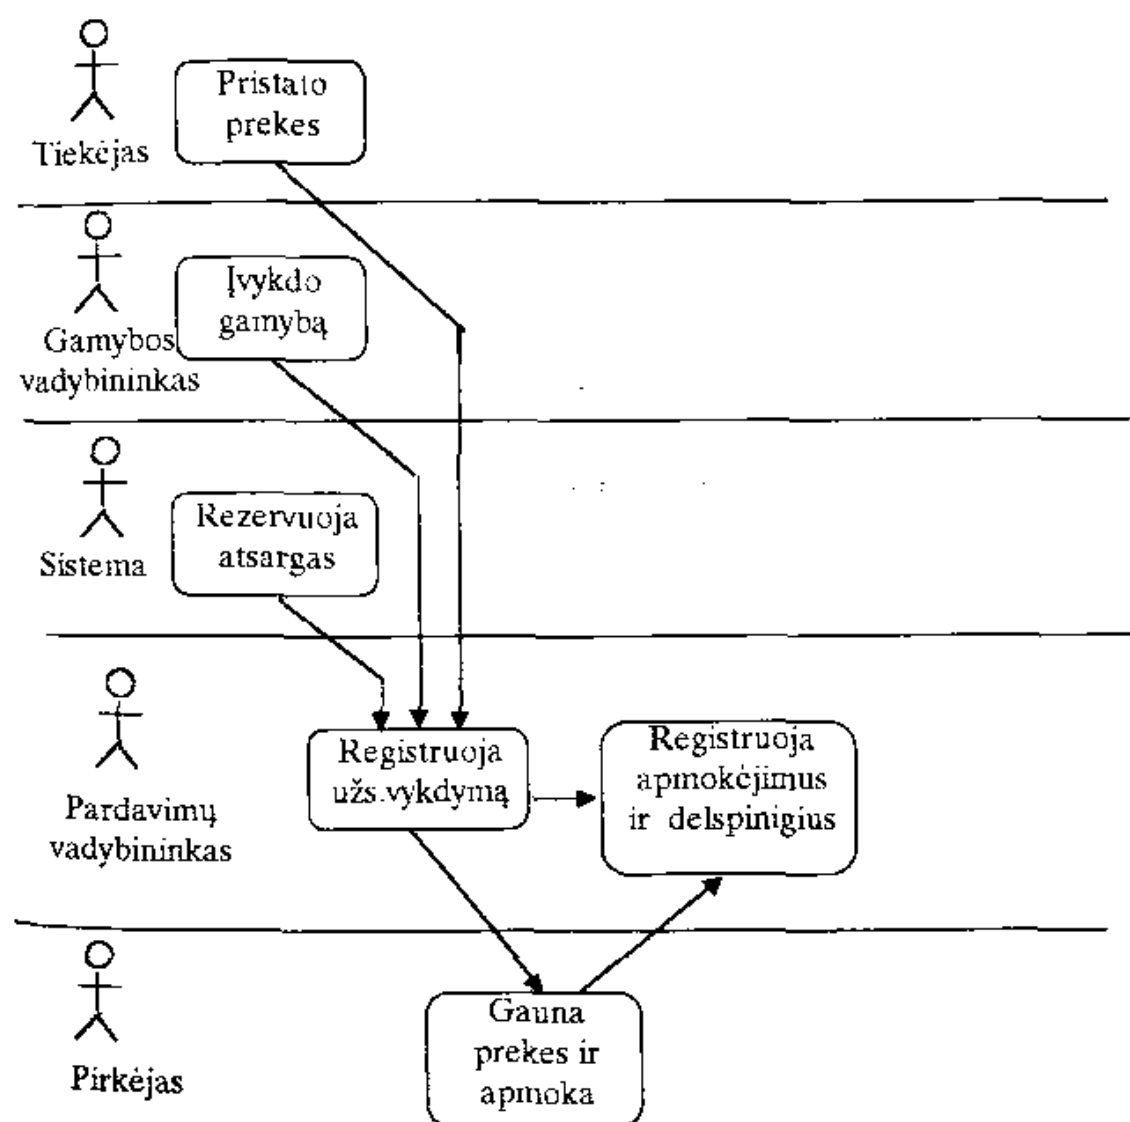 Pristato
prekes
Tiekėjas
Įvykdo
gamybą
Gamybos
vadybininkas
Rezervuoja
atsargas
Sistema
Registruoja
užs.vykdymą
Registruoja
apmokėjimus
ir delspinigius
Pardavimų
vadybininkas
Gauna
prekes ir
apmoka
Pirkėjas